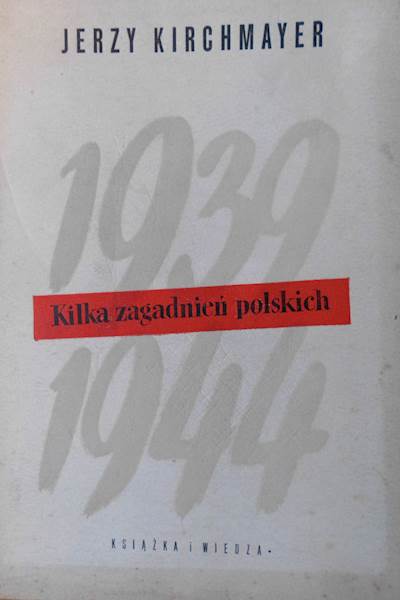 JERZY KIRCHMAYER
1939
Kilka zagadnień polskich
1944
KSIĄŻKA i WIEDZA